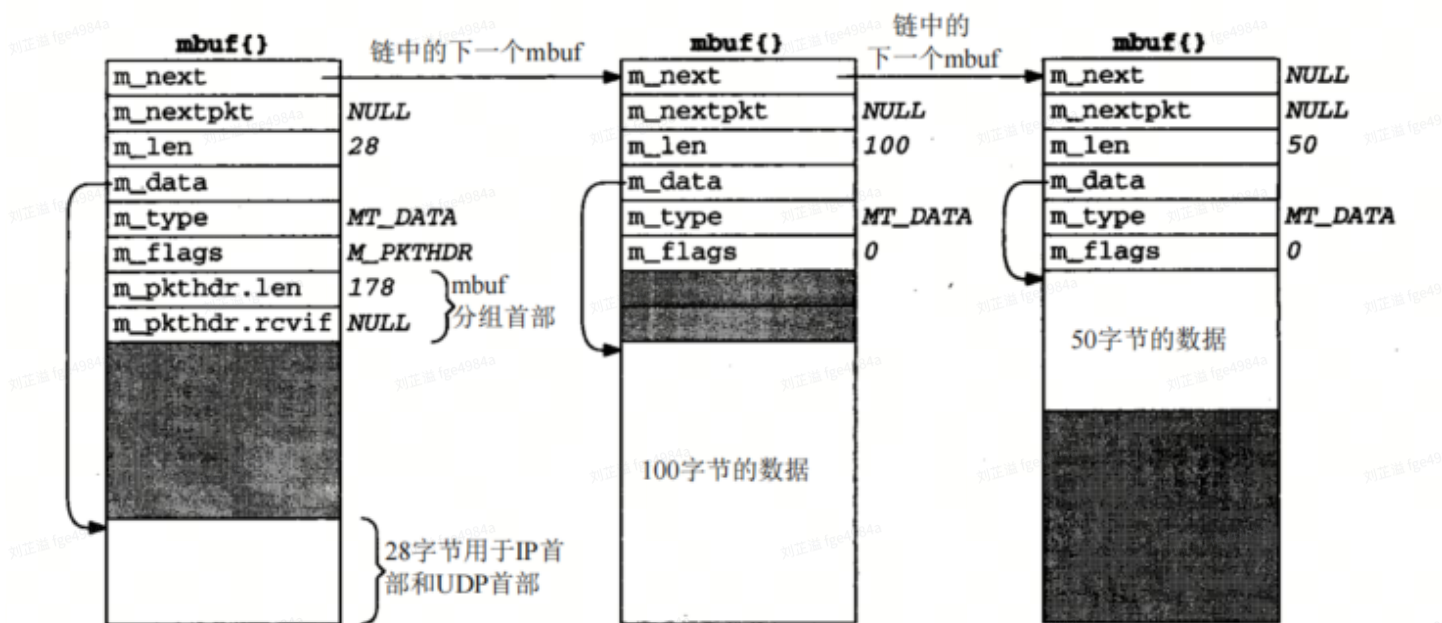 mbuf{}
m_next
m_nextpkt NULL
m_len 28
m_data
m_type MT_DATA
m_flags M_PKTHDR
m_pkthdr.len 178
m_pkthdr.rcvif NULL
mbuf
分组首部
28字节用于IP首
部和UDP首部
链中的下一个mbuf
mbuf{}
m_next
m_nextpkt NULL
m_len 100
m_data
m_type MT_DATA
m_flags 0
100字节的数据
链中的
下一个mbuf
mbuf{}
m_next NULL
m_nextpkt NULL
m_len 50
m_data
m_type MT_DATA
m_flags 0
50字节的数据